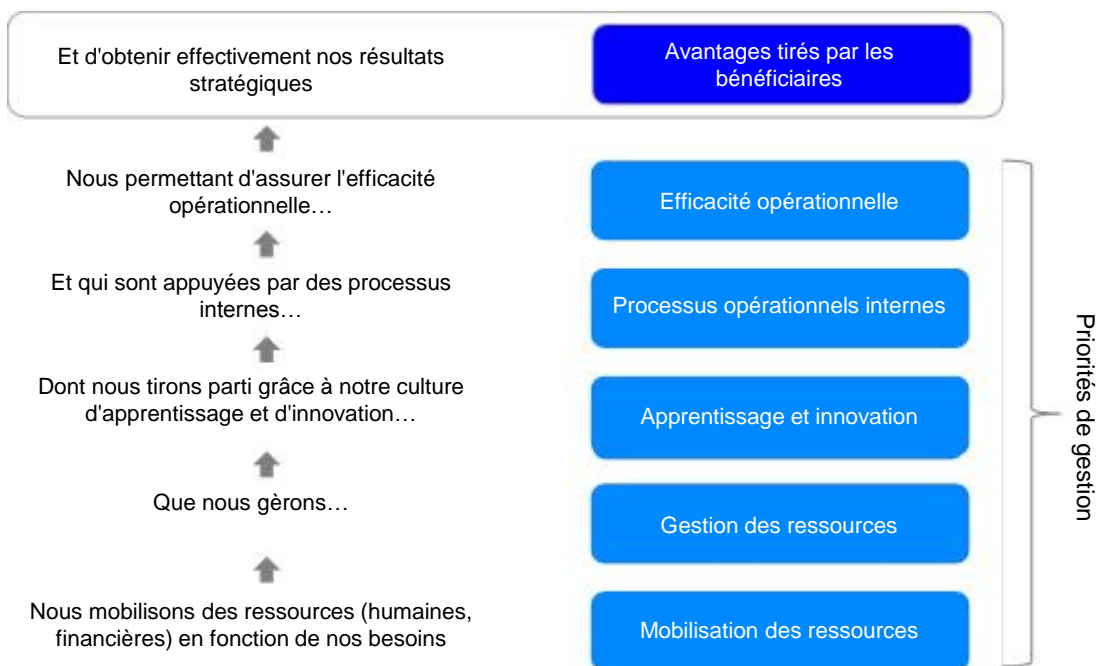 Et d'obtenir effectivement nos résultats
stratégiques
Avantages tirés par les
bénéficiaires
Nous permettant d'assurer l'efficacité
opérationnelle…
Efficacité opérationnelle
Et qui sont appuyées par des processus
internes…
Processus opérationnels internes
Dont nous tirons parti grâce à notre culture
d'apprentissage et d'innovation…
Apprentissage et innovation
Que nous gèrons…
Gestion des ressources
Nous mobilisons des ressources (humaines,
financières) en fonction de nos besoins
Mobilisation des ressources
Priorités de gestion